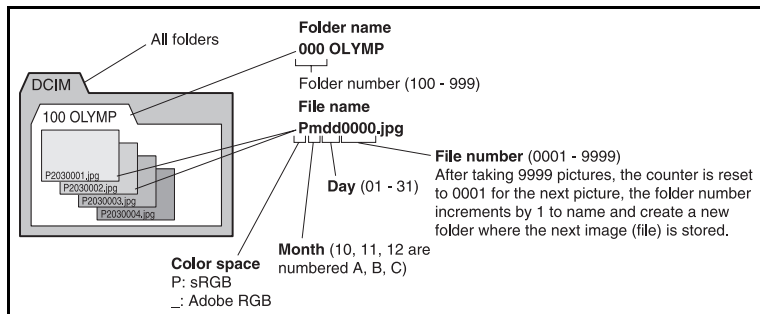 All folders
DCIM
100 OLYMP
P2030001.jpg
P2030002.jpg
P2030003.jpg
P2030004.jpg
Folder name
000 OLYMP
Folder number (100 - 999)
File name
Pmdd0000.jpg
File number (0001 - 9999)
After taking 9999 pictures, the counter is reset
to 0001 for the next picture, the folder number
increments by 1 to name and create a new
folder where the next image (file) is stored.
Day (01 - 31)
Month (10, 11, 12 are
numbered A, B, C)
Color space
P: sRGB
_: Adobe RGB